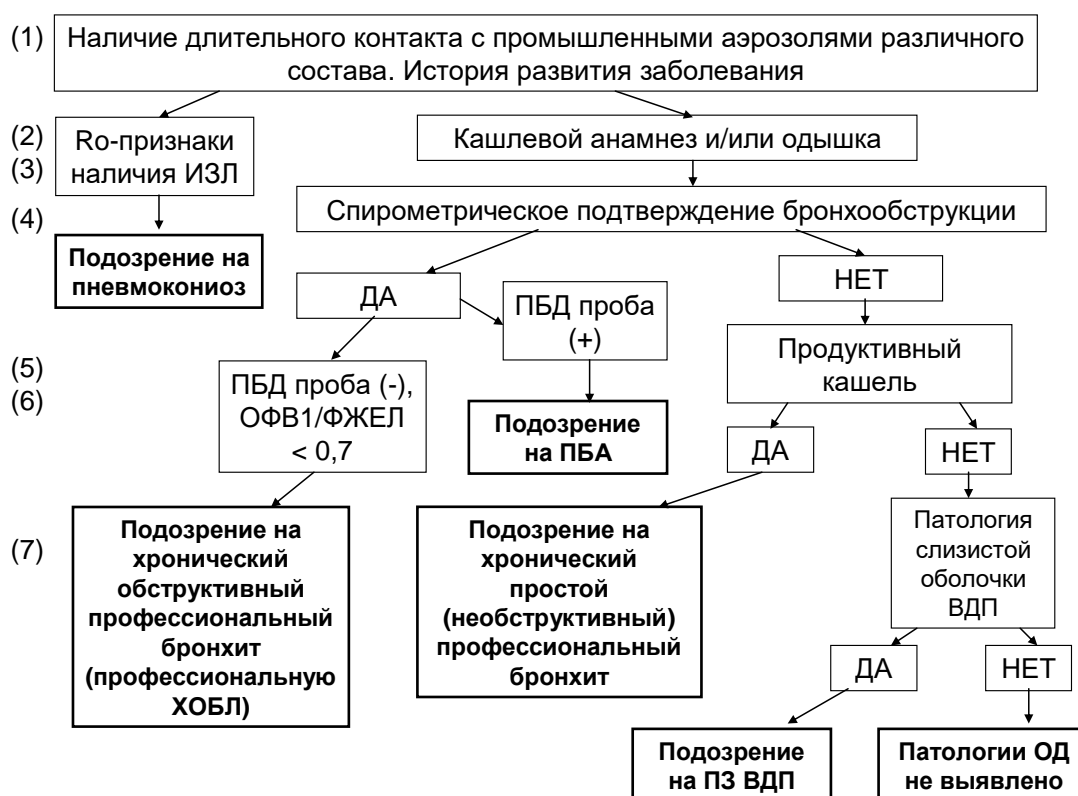 (1)
Наличие длительного контакта с промышленными аэрозолями различного
состава. История развития заболевания
(2)
Ro-признаки
(3)
наличия ИЗЛ
Кашлевой анамнез и/или одышка
Спирометрическое подтверждение бронхообструкции
(4)
Подозрение на
пневмокониоз
ДА
ПБД проба
(+)
НЕТ
Продуктивный
кашель
(5)
(6)
ПБД проба (-),
ОФВ1/ФЖЕЛ
< 0,7
Подозрение
на ПБА
ДА
НЕТ
(7)
Подозрение на
хронический
обструктивный
профессиональный
бронхит
(профессиональную
ХОБЛ)
Подозрение на
хронический
простой
(необструктивный)
профессиональный
бронхит
Патология
слизистой
оболочки
ВДП
ДА
НЕТ
Подозрение
на ПЗ ВДП
Патологии ОД
не выявлено